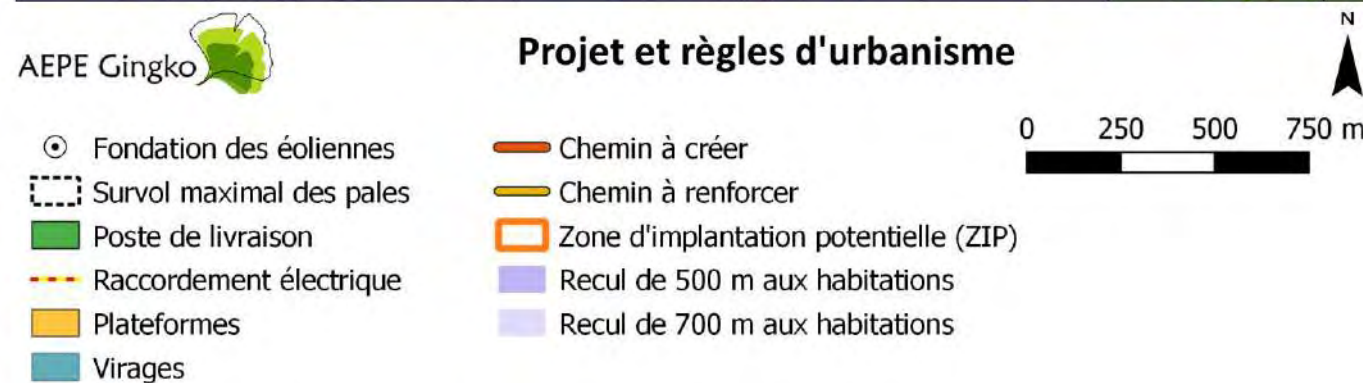 AEPE Gingko
Projet et règles d'urbanisme
N
0 250 500 750 m
Fondation des éoliennes
Survol maximal des pales
Poste de livraison
Raccordement électrique
Plateformes
Virages
Chemin à créer
Chemin à renforcer
Zone d'implantation potentielle (ZIP)
Recul de 500 m aux habitations
Recul de 700 m aux habitations